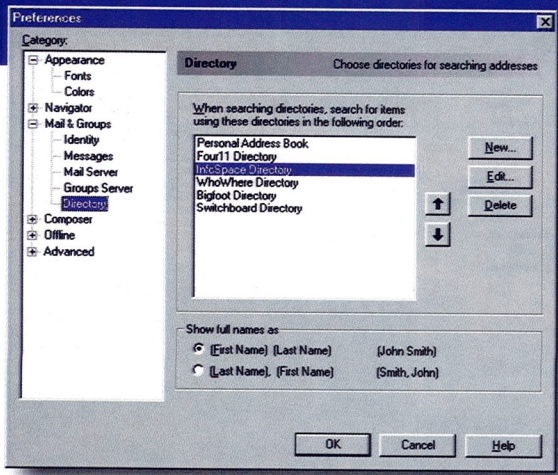 Preferences
Category:
Appearance
Fonts
Colors
Navigator
Mail & Groups
Identity
Messages
Mail Server
Groups Server
Directory
Composer
Offline
Advanced
Directory
Choose directories for searching addresses
When searching directories, search for items
using these directories in the following order:
Personal Address Book
Four11 Directory
InfoSpace Directory
WhoWhere Directory
Bigfoot Directory
Switchboard Directory
New...
Edit...
Delete
Show full names as
(First Name) (Last Name) (John Smith)
(Last Name), (First Name) (Smith, John)
OK
Cancel
Help